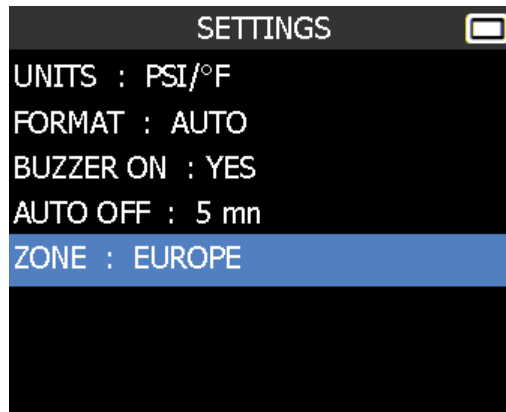 SETTINGS
UNITS : PSI/°F
FORMAT : AUTO
BUZZER ON : YES
AUTO OFF : 5 mn
ZONE : EUROPE